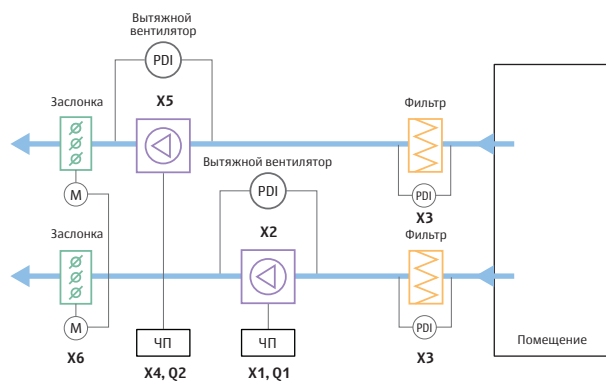 Вытяжной
вентилятор
PDI
Заслонка
X5
Фильтр
M
PDI
X3
Вытяжной вентилятор
PDI
Заслонка
X2
Фильтр
M
PDI
X6
ЧП
ЧП
X3
Помещение
X4, Q2
X1, Q1